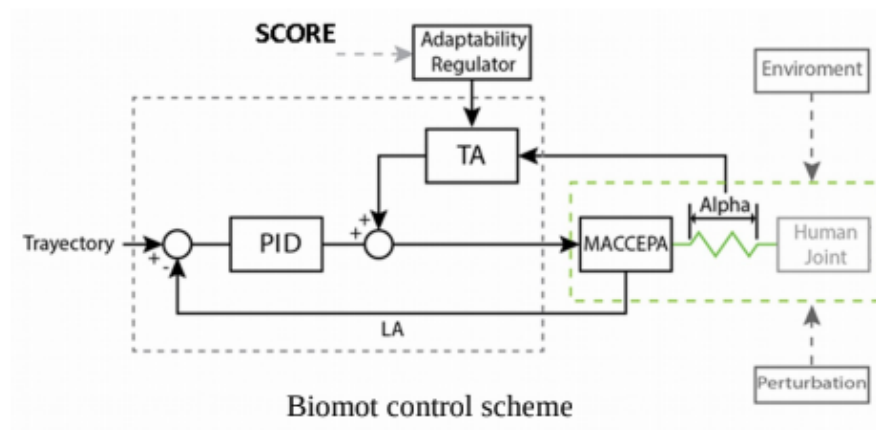 SCORE
Adaptability
Regulator
Enviroment
TA
Alpha
Trayectory
+
-
PID
+
+
MACCEPA
Human
Joint
LA
Perturbation
Biomot control scheme